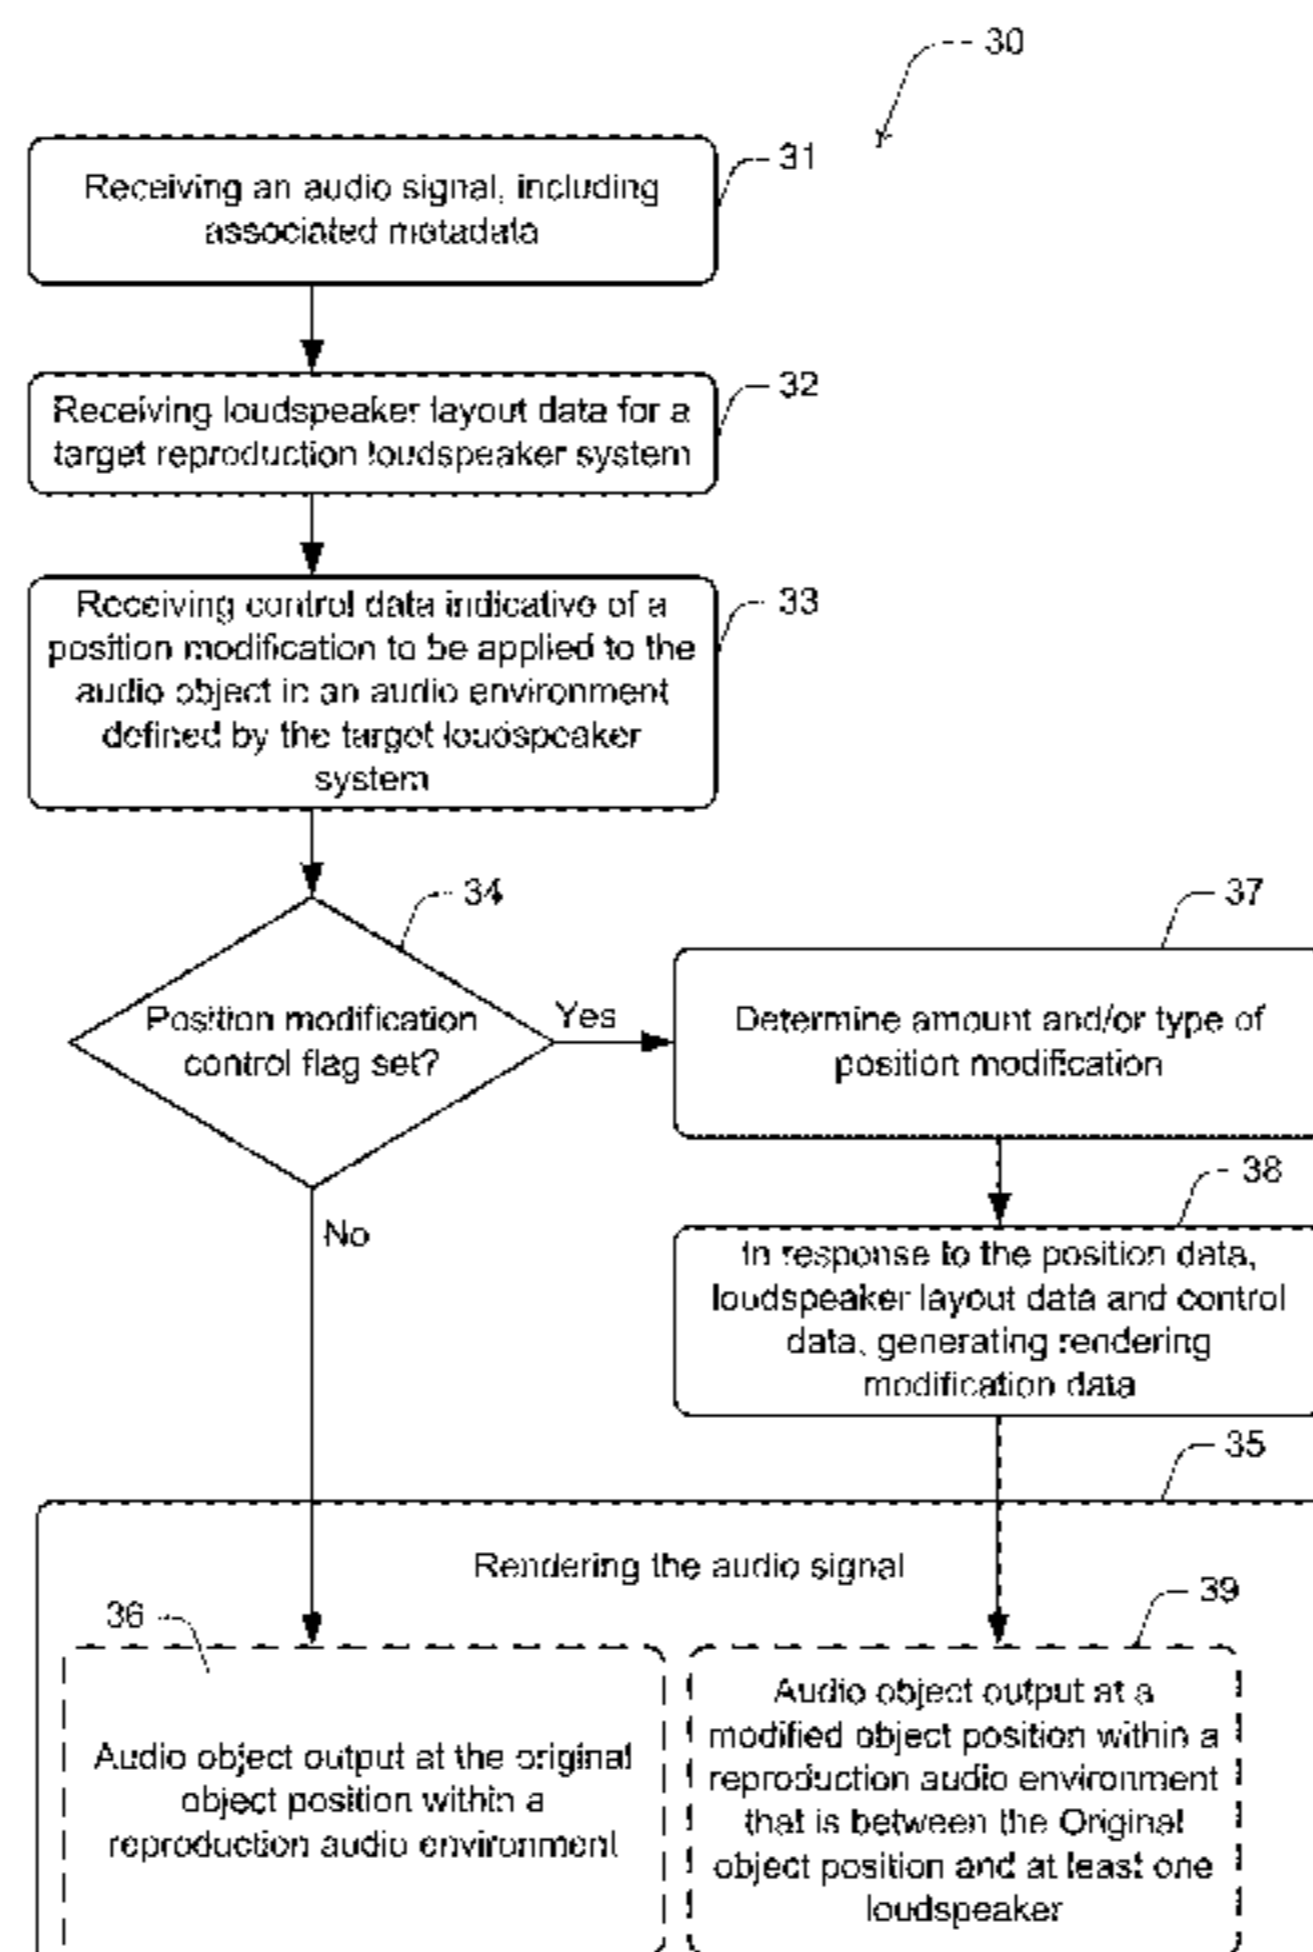 30
31
Receiving an audio signal, including
associated metadata
32
Receiving loudspeaker layout data for a
target reproduction loudspeaker system
33
Receiving control data indicative of a
position modification to be applied to the
audio object in an audio environment
defined by the target loudspeaker
system
34
Position modification
control flag set?
Yes
No
37
Determine amount and/or type of
position modification
38
In response to the position data,
loudspeaker layout data and control
data, generating rendering
modification data
35
Rendering the audio signal
36
Audio object output at the original
object position within a
reproduction audio environment
39
Audio object output at a
modified object position within a
reproduction audio environment
that is between the Original
object position and at least one
loudspeaker